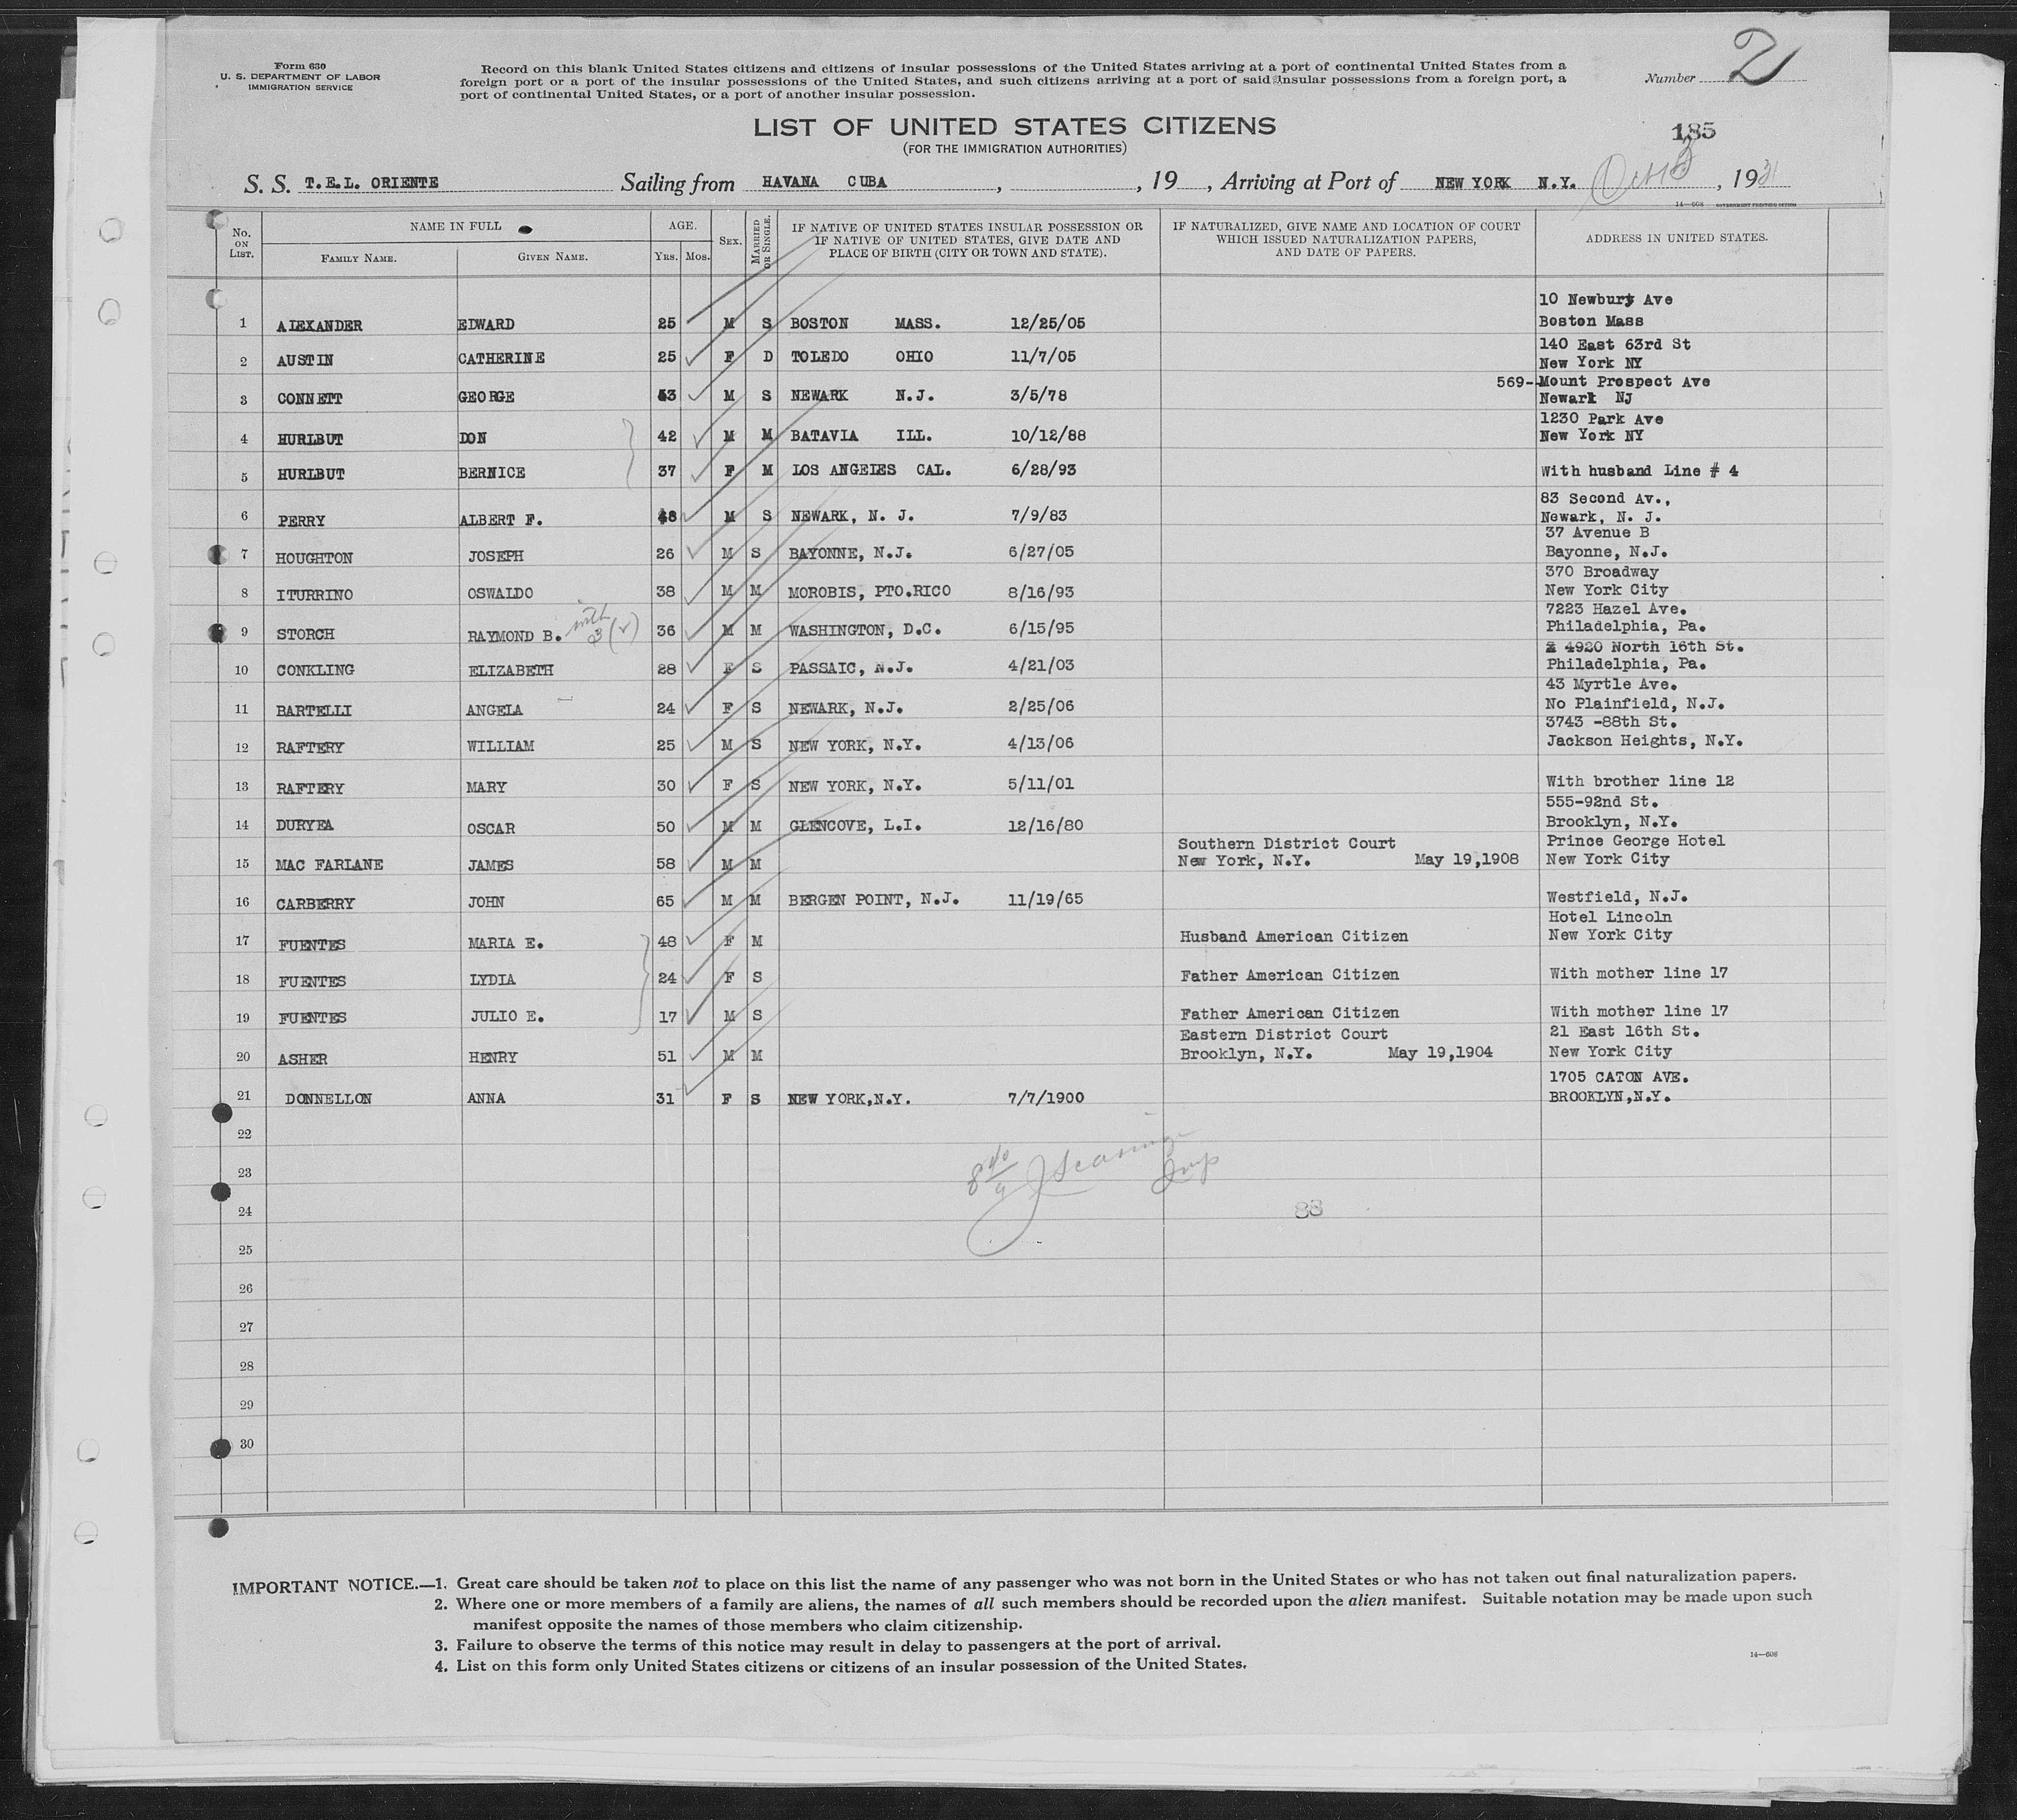 Form 630
U. S. DEPARTMENT OF LABOR
IMMIGRATION SERVICE
Record on this blank United States citizens and citizens of insular possessions of the United States arriving at a port of continental United States from a
foreign port or a port of the insular possessions of the United States, and such citizens arriving at a port of said insular possessions from a foreign port, a
port of continental United States, or a port of another insular possession.
Number 2
LIST OF UNITED STATES CITIZENS
(FOR THE IMMIGRATION AUTHORITIES)
185
S. S. T.E.L. ORIENTE Sailing from HAVANA CUBA , , 19 , Arriving at Port of NEW YORK N.Y. Oct 13 , 1931
14—608 GOVERNMENT PRINTING OFFICE
No. ON LIST. NAME IN FULL FAMILY NAME. GIVEN NAME. AGE. YRS. MOS. SEX. MARRIED OR SINGLE. IF NATIVE OF UNITED STATES INSULAR POSSESSION OR IF NATIVE OF UNITED STATES, GIVE DATE AND PLACE OF BIRTH (CITY OR TOWN AND STATE). IF NATURALIZED, GIVE NAME AND LOCATION OF COURT WHICH ISSUED NATURALIZATION PAPERS, AND DATE OF PAPERS. ADDRESS IN UNITED STATES.
10 Newbury Ave
1 ALEXANDER EDWARD 25 M S BOSTON MASS. 12/25/05 Boston Mass
140 East 63rd St
2 AUSTIN CATHERINE 25 F D TOLEDO OHIO 11/7/05 New York NY
569-Mount Prospect Ave
3 CONNETT GEORGE 53 M S NEWARK N.J. 3/5/78 Newark NJ
1230 Park Ave
4 HURLBUT DON 42 M M BATAVIA ILL. 10/12/88 New York NY
5 HURLBUT BERNICE 37 F M LOS ANGELES CAL. 6/28/93 With husband Line # 4
83 Second Av.,
6 PERRY ALBERT F. 48 M S NEWARK, N. J. 7/9/83 Newark, N. J.
37 Avenue B
7 HOUGHTON JOSEPH 26 M S BAYONNE, N.J. 6/27/05 Bayonne, N.J.
370 Broadway
8 ITURRINO OSWALDO 38 M M MOROBIS, PTO.RICO 8/16/93 New York City
7223 Hazel Ave.
9 STORCH RAYMOND B. with 3 (v) 36 M M WASHINGTON, D.C. 6/15/95 Philadelphia, Pa.
4920 North 16th St.
10 CONKLING ELIZABETH 28 F S PASSAIC, N.J. 4/21/03 Philadelphia, Pa.
43 Myrtle Ave.
11 BARTELLI ANGELA 24 F S NEWARK, N.J. 2/25/06 No Plainfield, N.J.
3743 -88th St.
12 RAFTERY WILLIAM 25 M S NEW YORK, N.Y. 4/13/06 Jackson Heights, N.Y.
13 RAFTERY MARY 30 F S NEW YORK, N.Y. 5/11/01 With brother line 12
555-92nd St.
14 DURYEA OSCAR 50 M M GLENCOVE, L.I. 12/16/80 Brooklyn, N.Y.
Southern District Court Prince George Hotel
15 MAC FARLANE JAMES 58 M M New York, N.Y. May 19,1908 New York City
16 CARBERRY JOHN 65 M M BERGEN POINT, N.J. 11/19/65 Westfield, N.J.
Hotel Lincoln
17 FUENTES MARIA E. 48 F M Husband American Citizen New York City
18 FUENTES LYDIA 24 F S Father American Citizen With mother line 17
19 FUENTES JULIO E. 17 M S Father American Citizen With mother line 17
Eastern District Court 21 East 16th St.
20 ASHER HENRY 51 M M Brooklyn, N.Y. May 19,1904 New York City
1705 CATON AVE.
21 DONNELLON ANNA 31 F S NEW YORK,N.Y. 7/7/1900 BROOKLYN,N.Y.
22
23
24 83
25
26
27
28
29
30
IMPORTANT NOTICE.—1. Great care should be taken not to place on this list the name of any passenger who was not born in the United States or who has not taken out final naturalization papers.
2. Where one or more members of a family are aliens, the names of all such members should be recorded upon the alien manifest. Suitable notation may be made upon such
manifest opposite the names of those members who claim citizenship.
3. Failure to observe the terms of this notice may result in delay to passengers at the port of arrival.
4. List on this form only United States citizens or citizens of an insular possession of the United States.
14—608